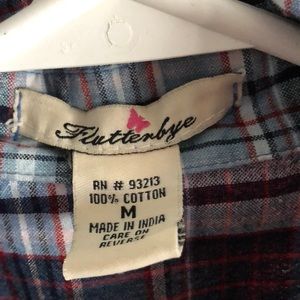 Flutterbye
RN # 93213
100% COTTON
M
MADE IN INDIA
CARE ON
REVERSE